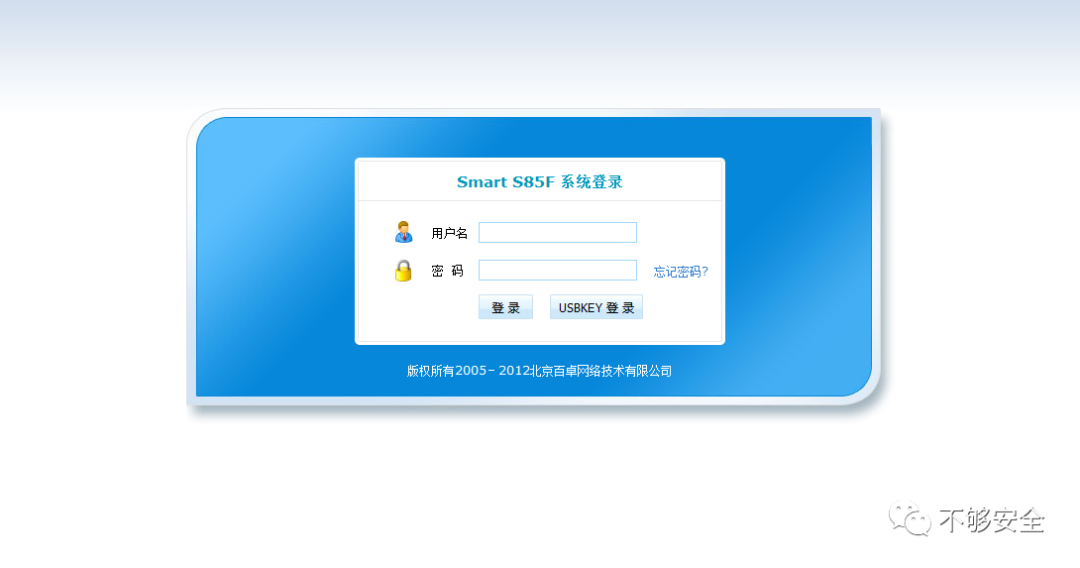 Smart S85F 系统登录
用户名
密 码 忘记密码?
登 录 USBKEY 登 录
版权所有2005- 2012北京百卓网络技术有限公司
不够安全